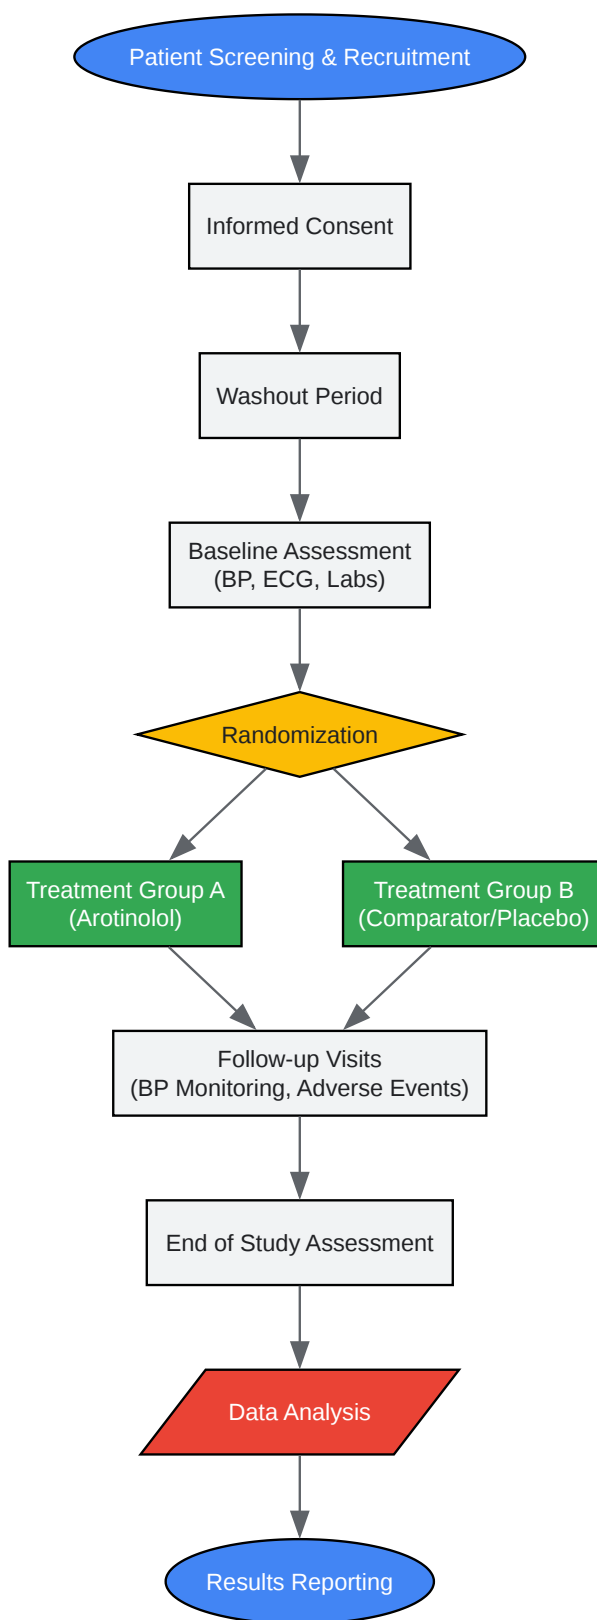 Patient Screening & Recruitment
Informed Consent
Washout Period
Baseline Assessment
(BP, ECG, Labs)
Randomization
Treatment Group A
(Arotinolol)
Treatment Group B
(Comparator/Placebo)
Follow-up Visits
(BP Monitoring, Adverse Events)
End of Study Assessment
Data Analysis
Results Reporting